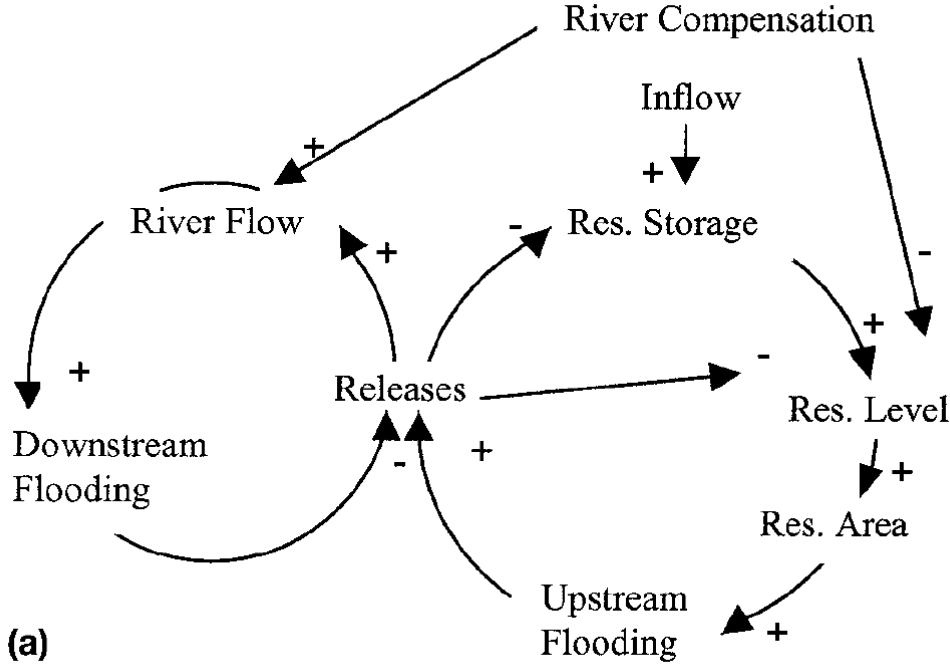 River Compensation
Inflow
+
+
River Flow
+
-
Res. Storage
-
+
+
-
Releases
Res. Level
Downstream
Flooding
-
+
+
Res. Area
Upstream
Flooding
+
(a)